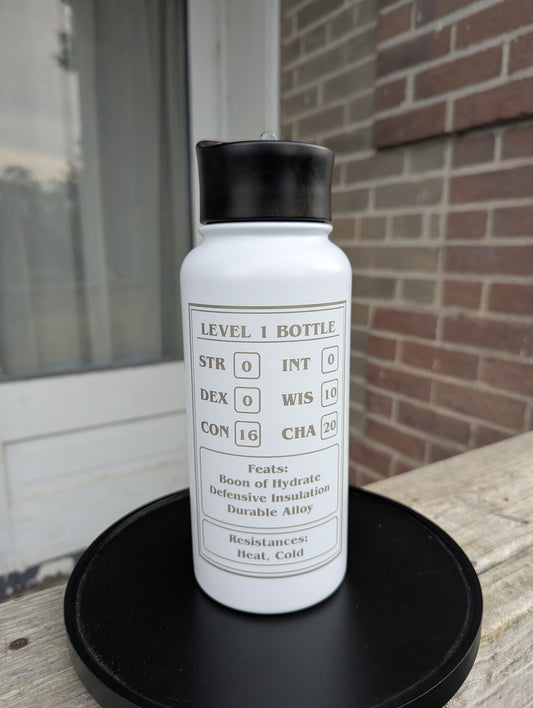 LEVEL 1 BOTTLE
STR 0 INT 0
DEX 0 WIS 10
CON 16 CHA 20
Feats:
Boon of Hydrate
Defensive Insulation
Durable Alloy
Resistances:
Heat, Cold